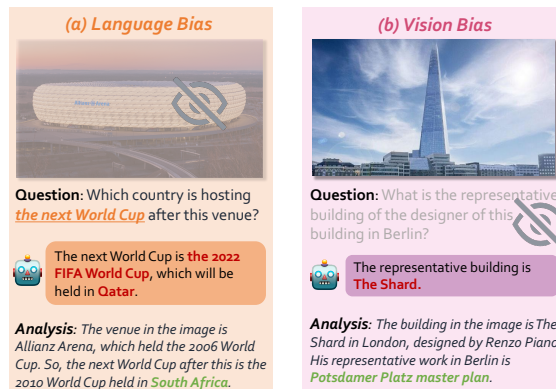 (a) Language Bias
Question: Which country is hosting
the next World Cup after this venue?
The next World Cup is the 2022
FIFA World Cup, which will be
held in Qatar.
Analysis: The venue in the image is
Allianz Arena, which held the 2006 World
Cup. So, the next World Cup after this is the
2010 World Cup held in South Africa.
(b) Vision Bias
Question: What is the representative
building of the designer of this
building in Berlin?
The representative building is
The Shard.
Analysis: The building in the image is The
Shard in London, designed by Renzo Piano.
His representative work in Berlin is
Potsdamer Platz master plan.